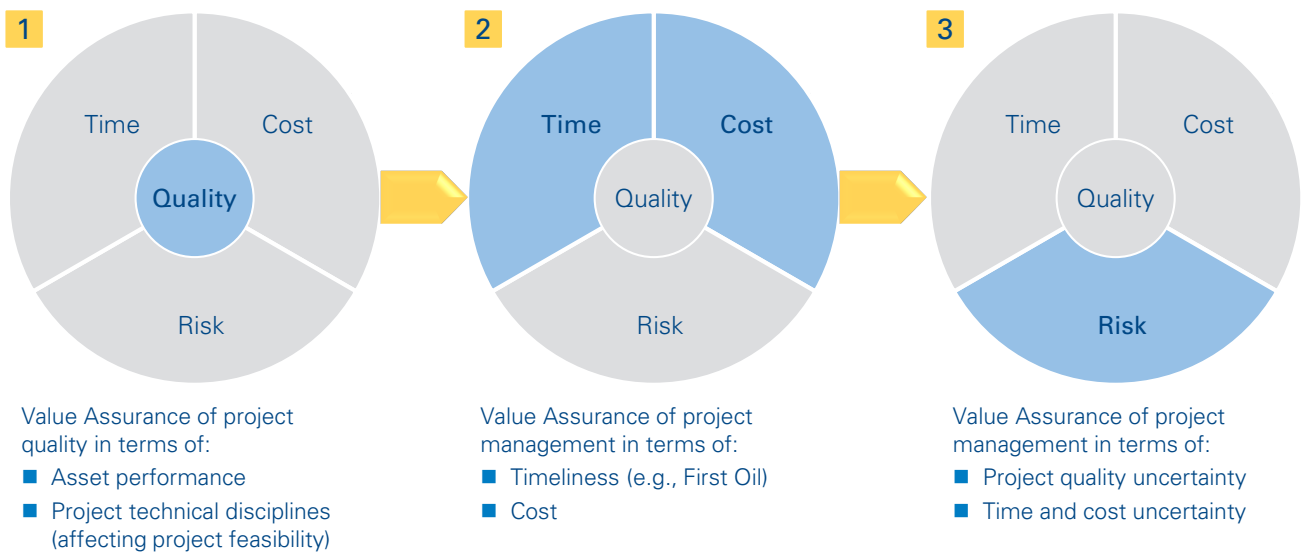 1
Time
Cost
Quality
Risk
Value Assurance of project
quality in terms of:
Asset performance
Project technical disciplines
(affecting project feasibility)
2
Time
Cost
Quality
Risk
Value Assurance of project
management in terms of:
Timeliness (e.g., First Oil)
Cost
3
Time
Cost
Quality
Risk
Value Assurance of project
management in terms of:
Project quality uncertainty
Time and cost uncertainty